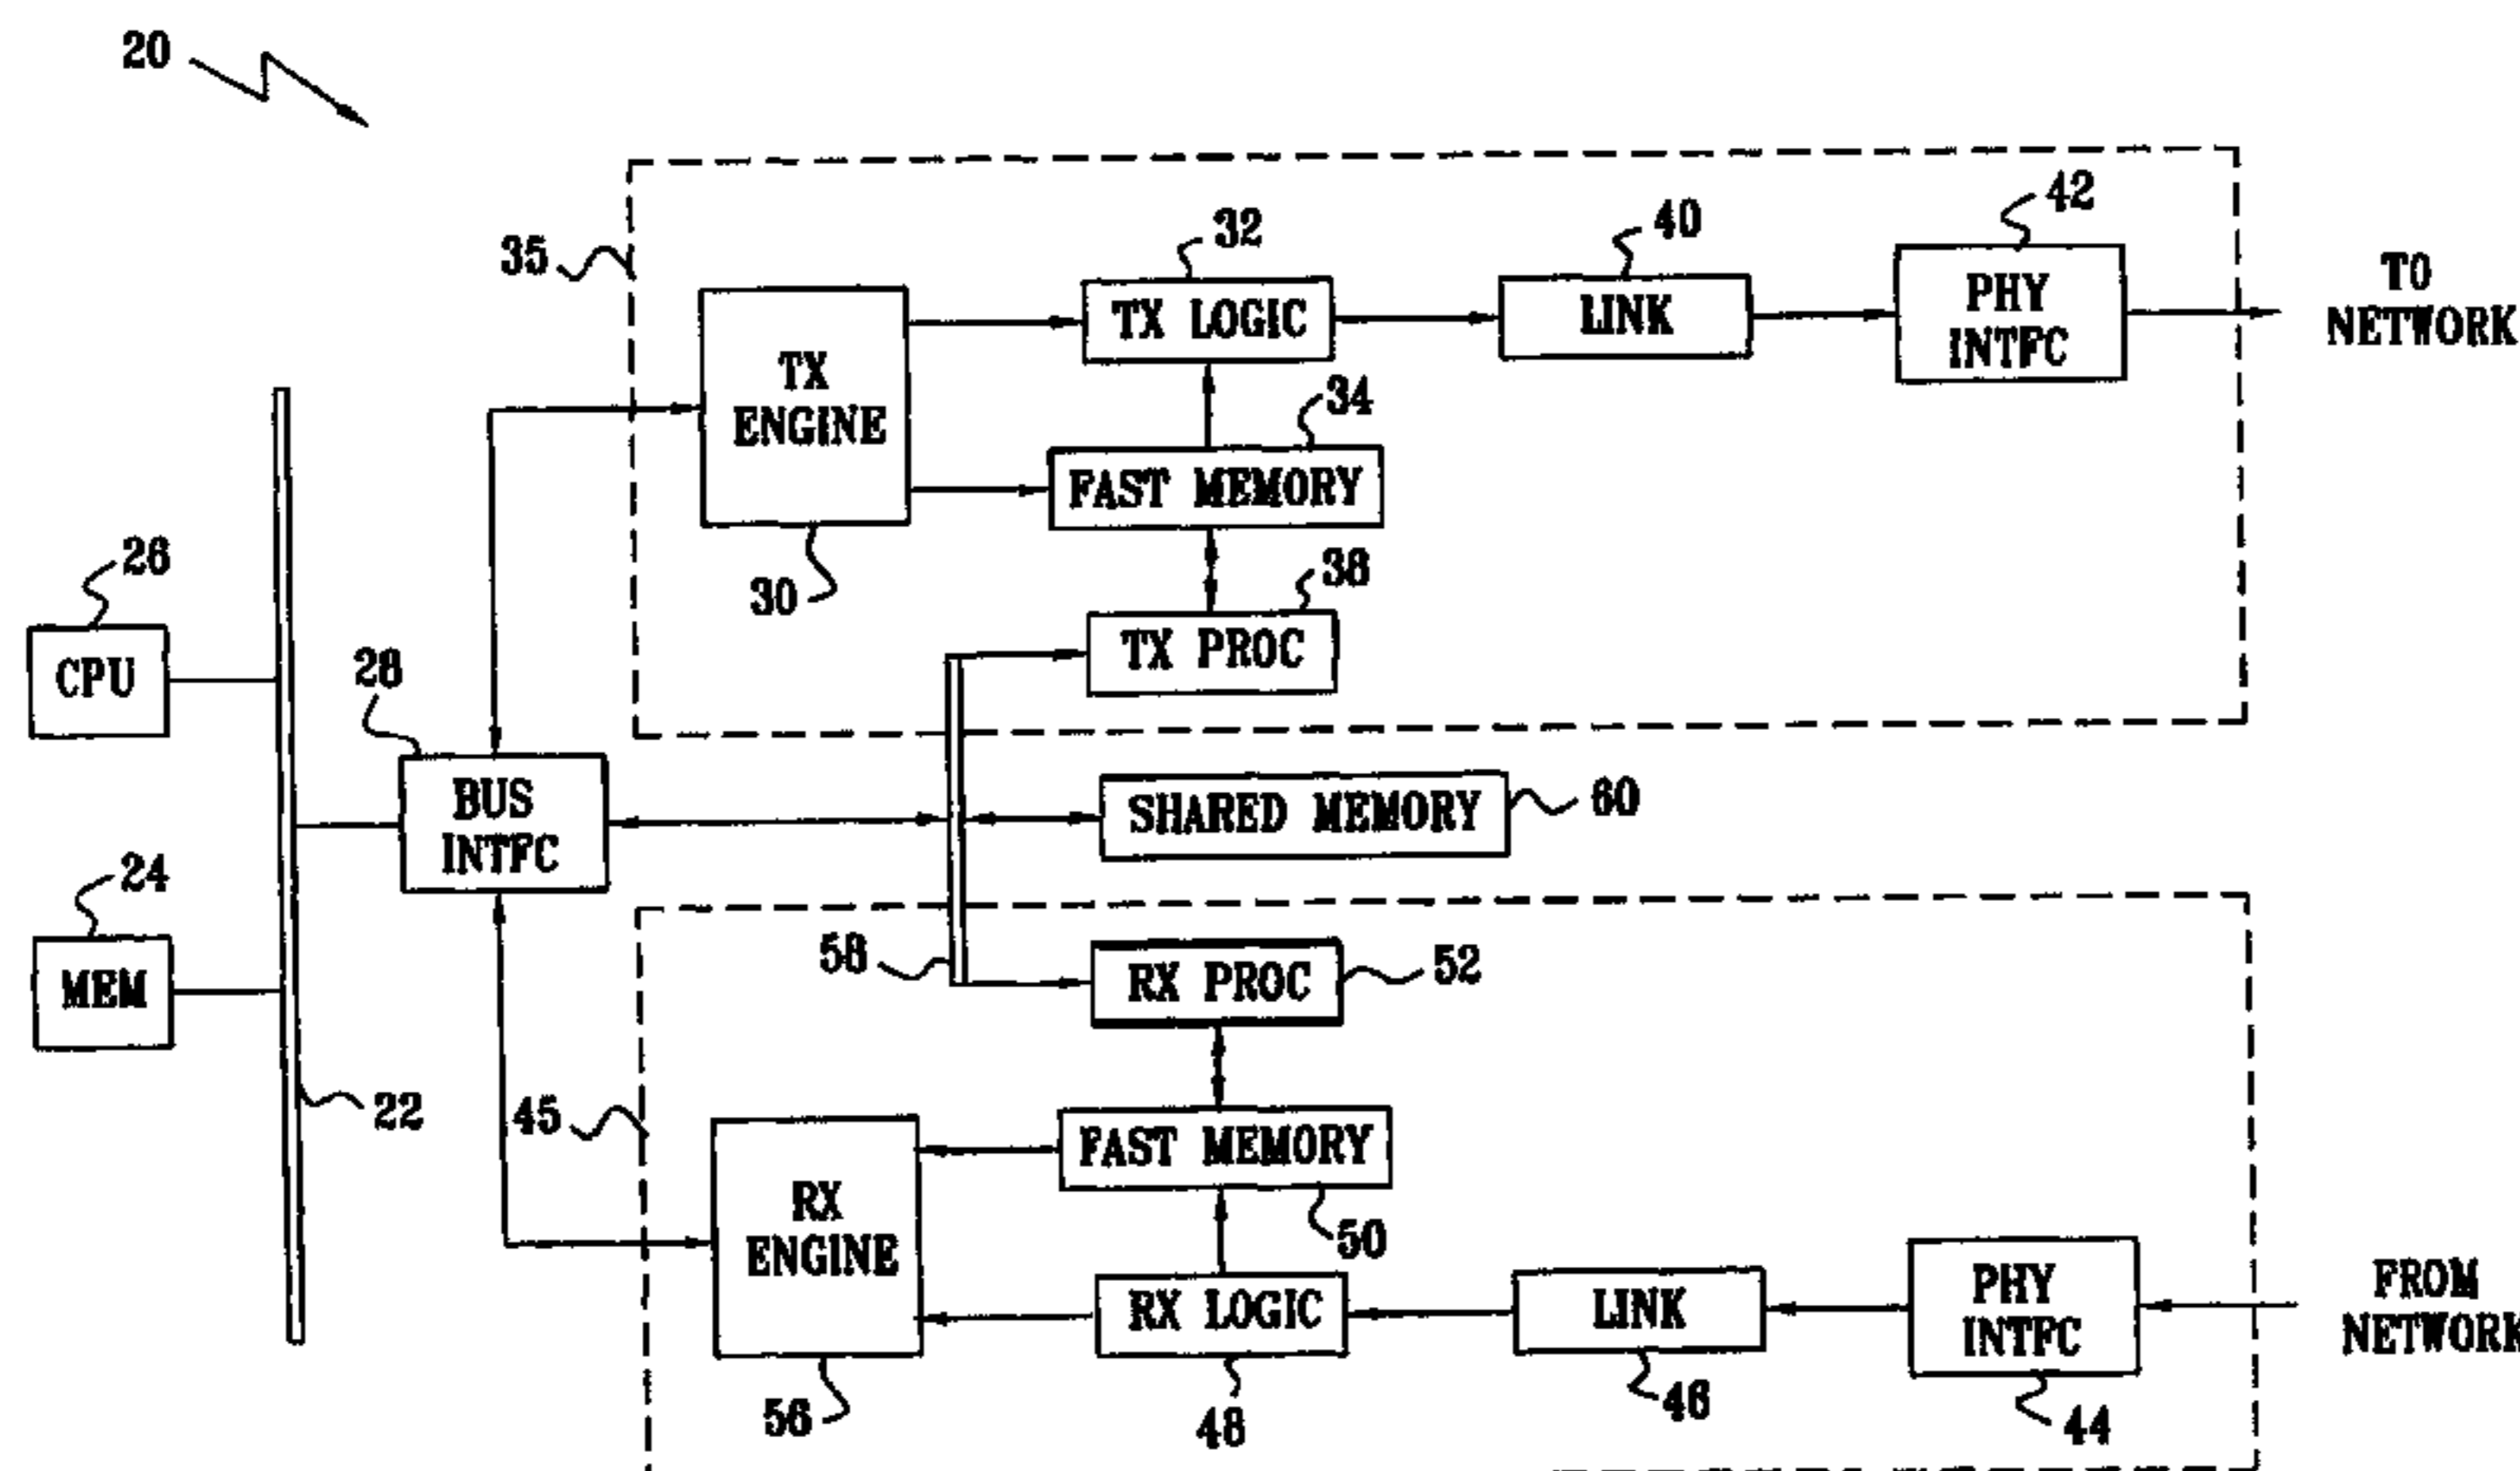 20
35
32
40
42
TX LOGIC
LINK
PHY
INTFC
TO
NETWORK
TX
ENGINE
34
FAST MEMORY
30
38
TX PROC
26
CPU
28
BUS
INTFC
SHARED MEMORY
60
24
MEM
22
58
RX PROC
52
45
FAST MEMORY
50
RX
ENGINE
56
RX LOGIC
48
LINK
46
PHY
INTFC
44
FROM
NETWORK